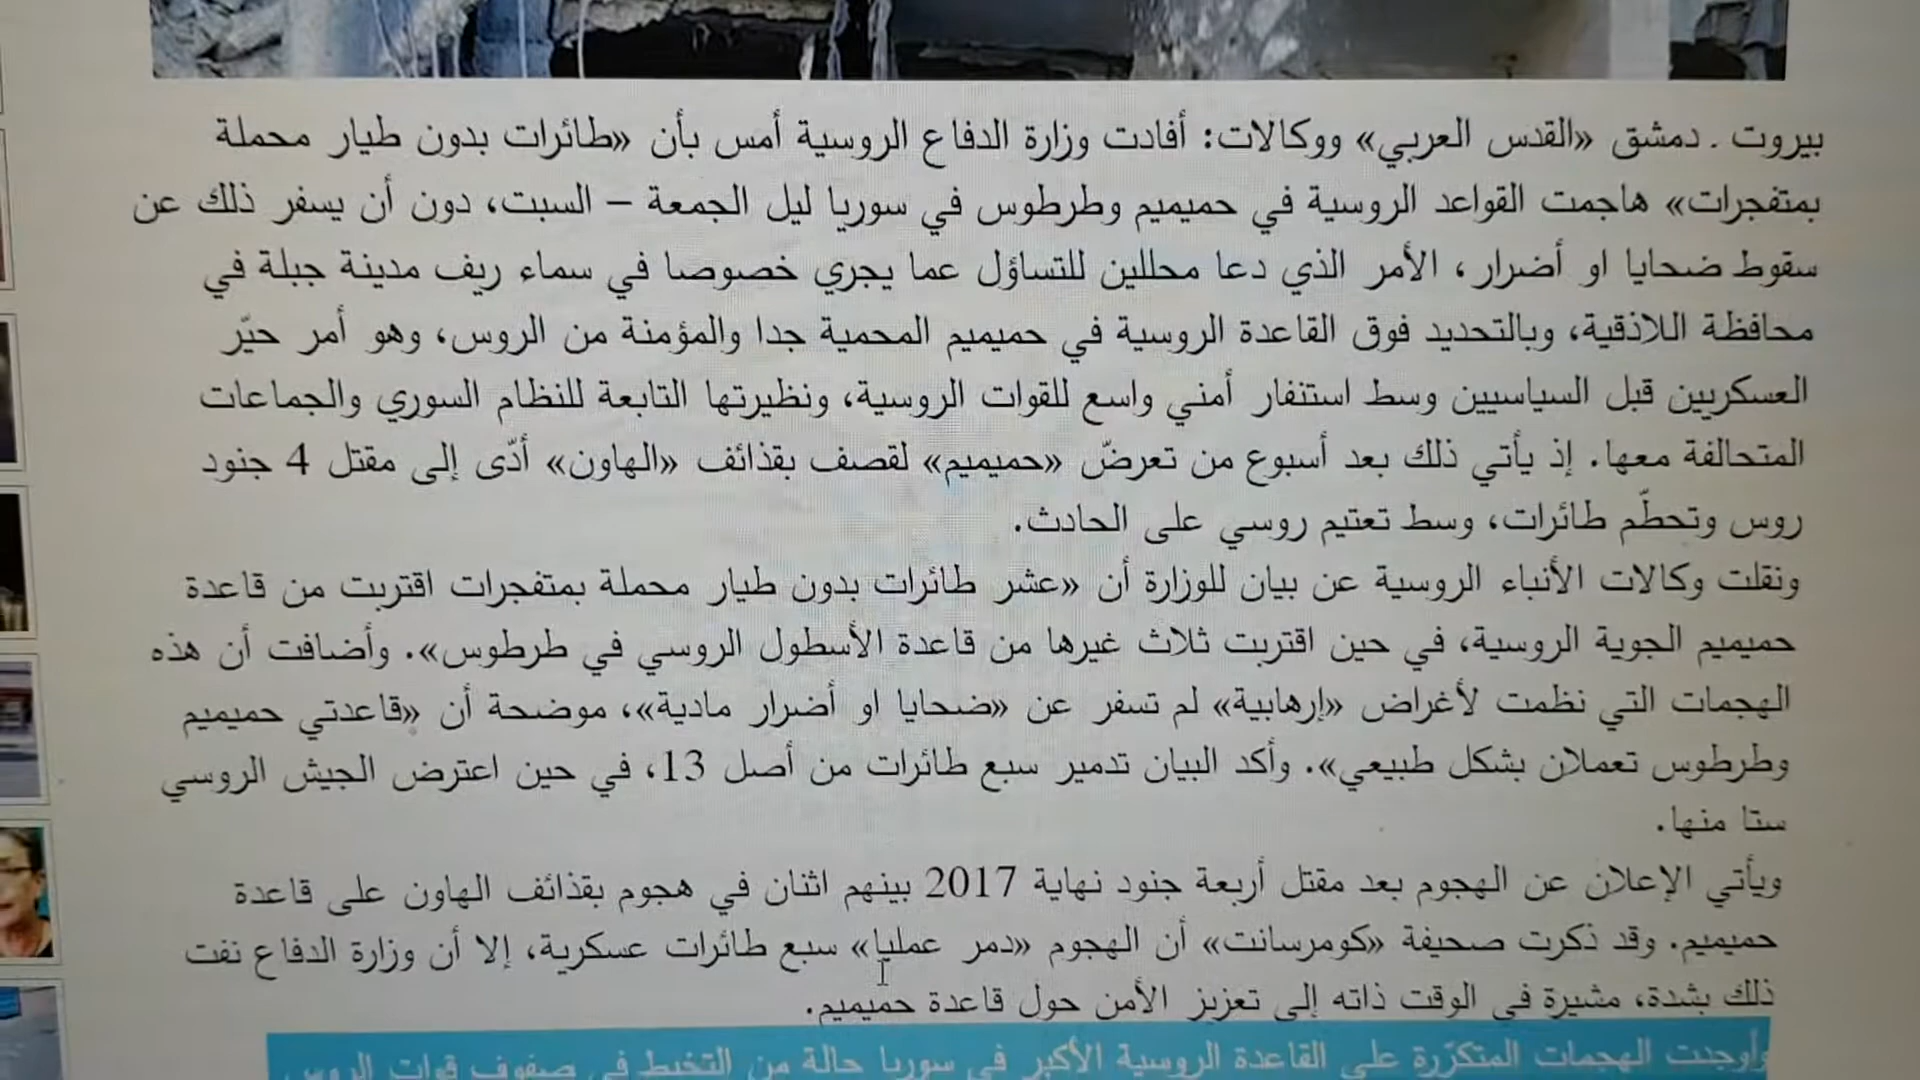 بيروت ـ دمشق «القدس العربي» ووكالات: أفادت وزارة الدفاع الروسية أمس بأن «طائرات بدون طيار محملة
بمتفجرات» هاجمت القواعد الروسية في حميميم وطرطوس في سوريا ليل الجمعة – السبت، دون أن يسفر ذلك عن
سقوط ضحايا او أضرار، الأمر الذي دعا محللين للتساؤل عما يجري خصوصا في سماء ريف مدينة جبلة في
محافظة اللاذقية، وبالتحديد فوق القاعدة الروسية في حميميم المحمية جدا والمؤمنة من الروس، وهو أمر حيّر
العسكريين قبل السياسيين وسط استنفار أمني واسع للقوات الروسية، ونظيرتها التابعة للنظام السوري والجماعات
المتحالفة معها. إذ يأتي ذلك بعد أسبوع من تعرضّ «حميميم» لقصف بقذائف «الهاون» أدّى إلى مقتل 4 جنود
روس وتحطّم طائرات، وسط تعتيم روسي على الحادث.
ونقلت وكالات الأنباء الروسية عن بيان للوزارة أن «عشر طائرات بدون طيار محملة بمتفجرات اقتربت من قاعدة
حميميم الجوية الروسية، في حين اقتربت ثلاث غيرها من قاعدة الأسطول الروسي في طرطوس». وأضافت أن هذه
الهجمات التي نظمت لأغراض «إرهابية» لم تسفر عن «ضحايا او أضرار مادية»، موضحة أن «قاعدتي حميميم
وطرطوس تعملان بشكل طبيعي». وأكد البيان تدمير سبع طائرات من أصل 13، في حين اعترض الجيش الروسي
ستا منها.
ويأتي الإعلان عن الهجوم بعد مقتل أربعة جنود نهاية 2017 بينهم اثنان في هجوم بقذائف الهاون على قاعدة
حميميم. وقد ذكرت صحيفة «كومرسانت» أن الهجوم «دمر عمليا» سبع طائرات عسكرية، إلا أن وزارة الدفاع نفت
ذلك بشدة، مشيرة في الوقت ذاته إلى تعزيز الأمن حول قاعدة حميميم.
وأوجدت الهجمات المتكرّرة على القاعدة الروسية الأكبر في سوريا حالة من التخبط في صفوف قوات الروس